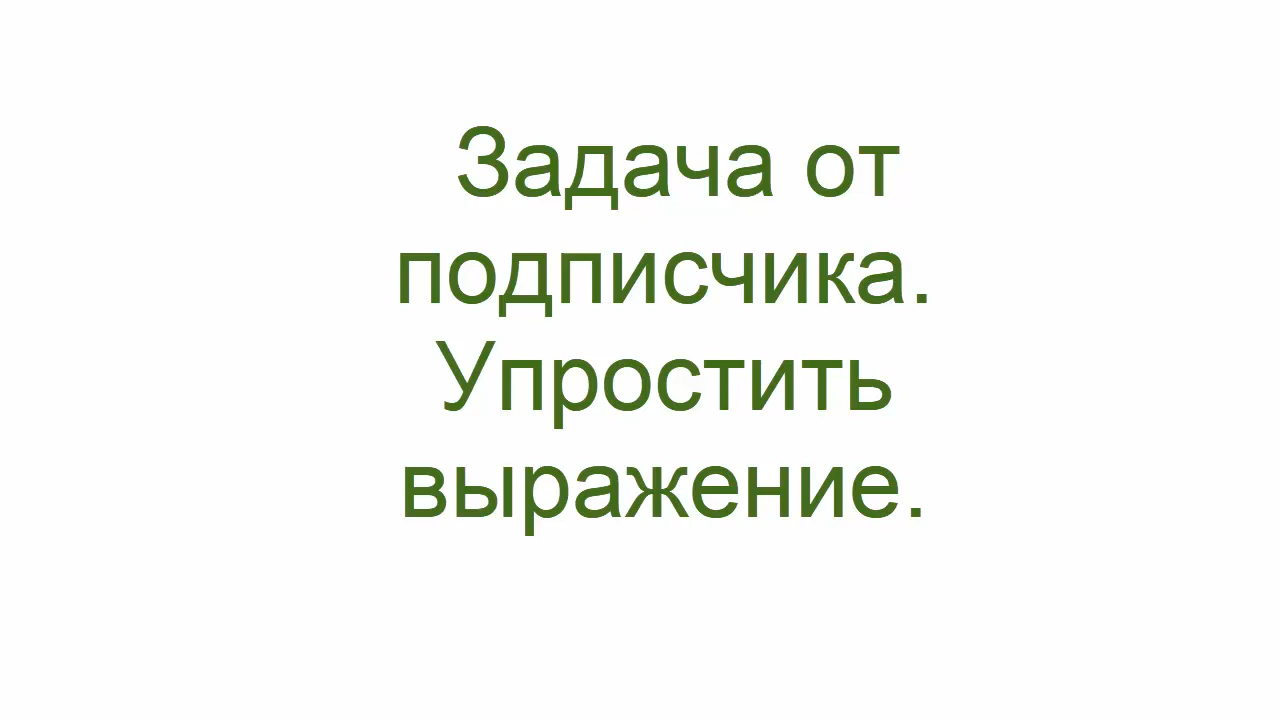 Задача от
подписчика.
Упростить
выражение.